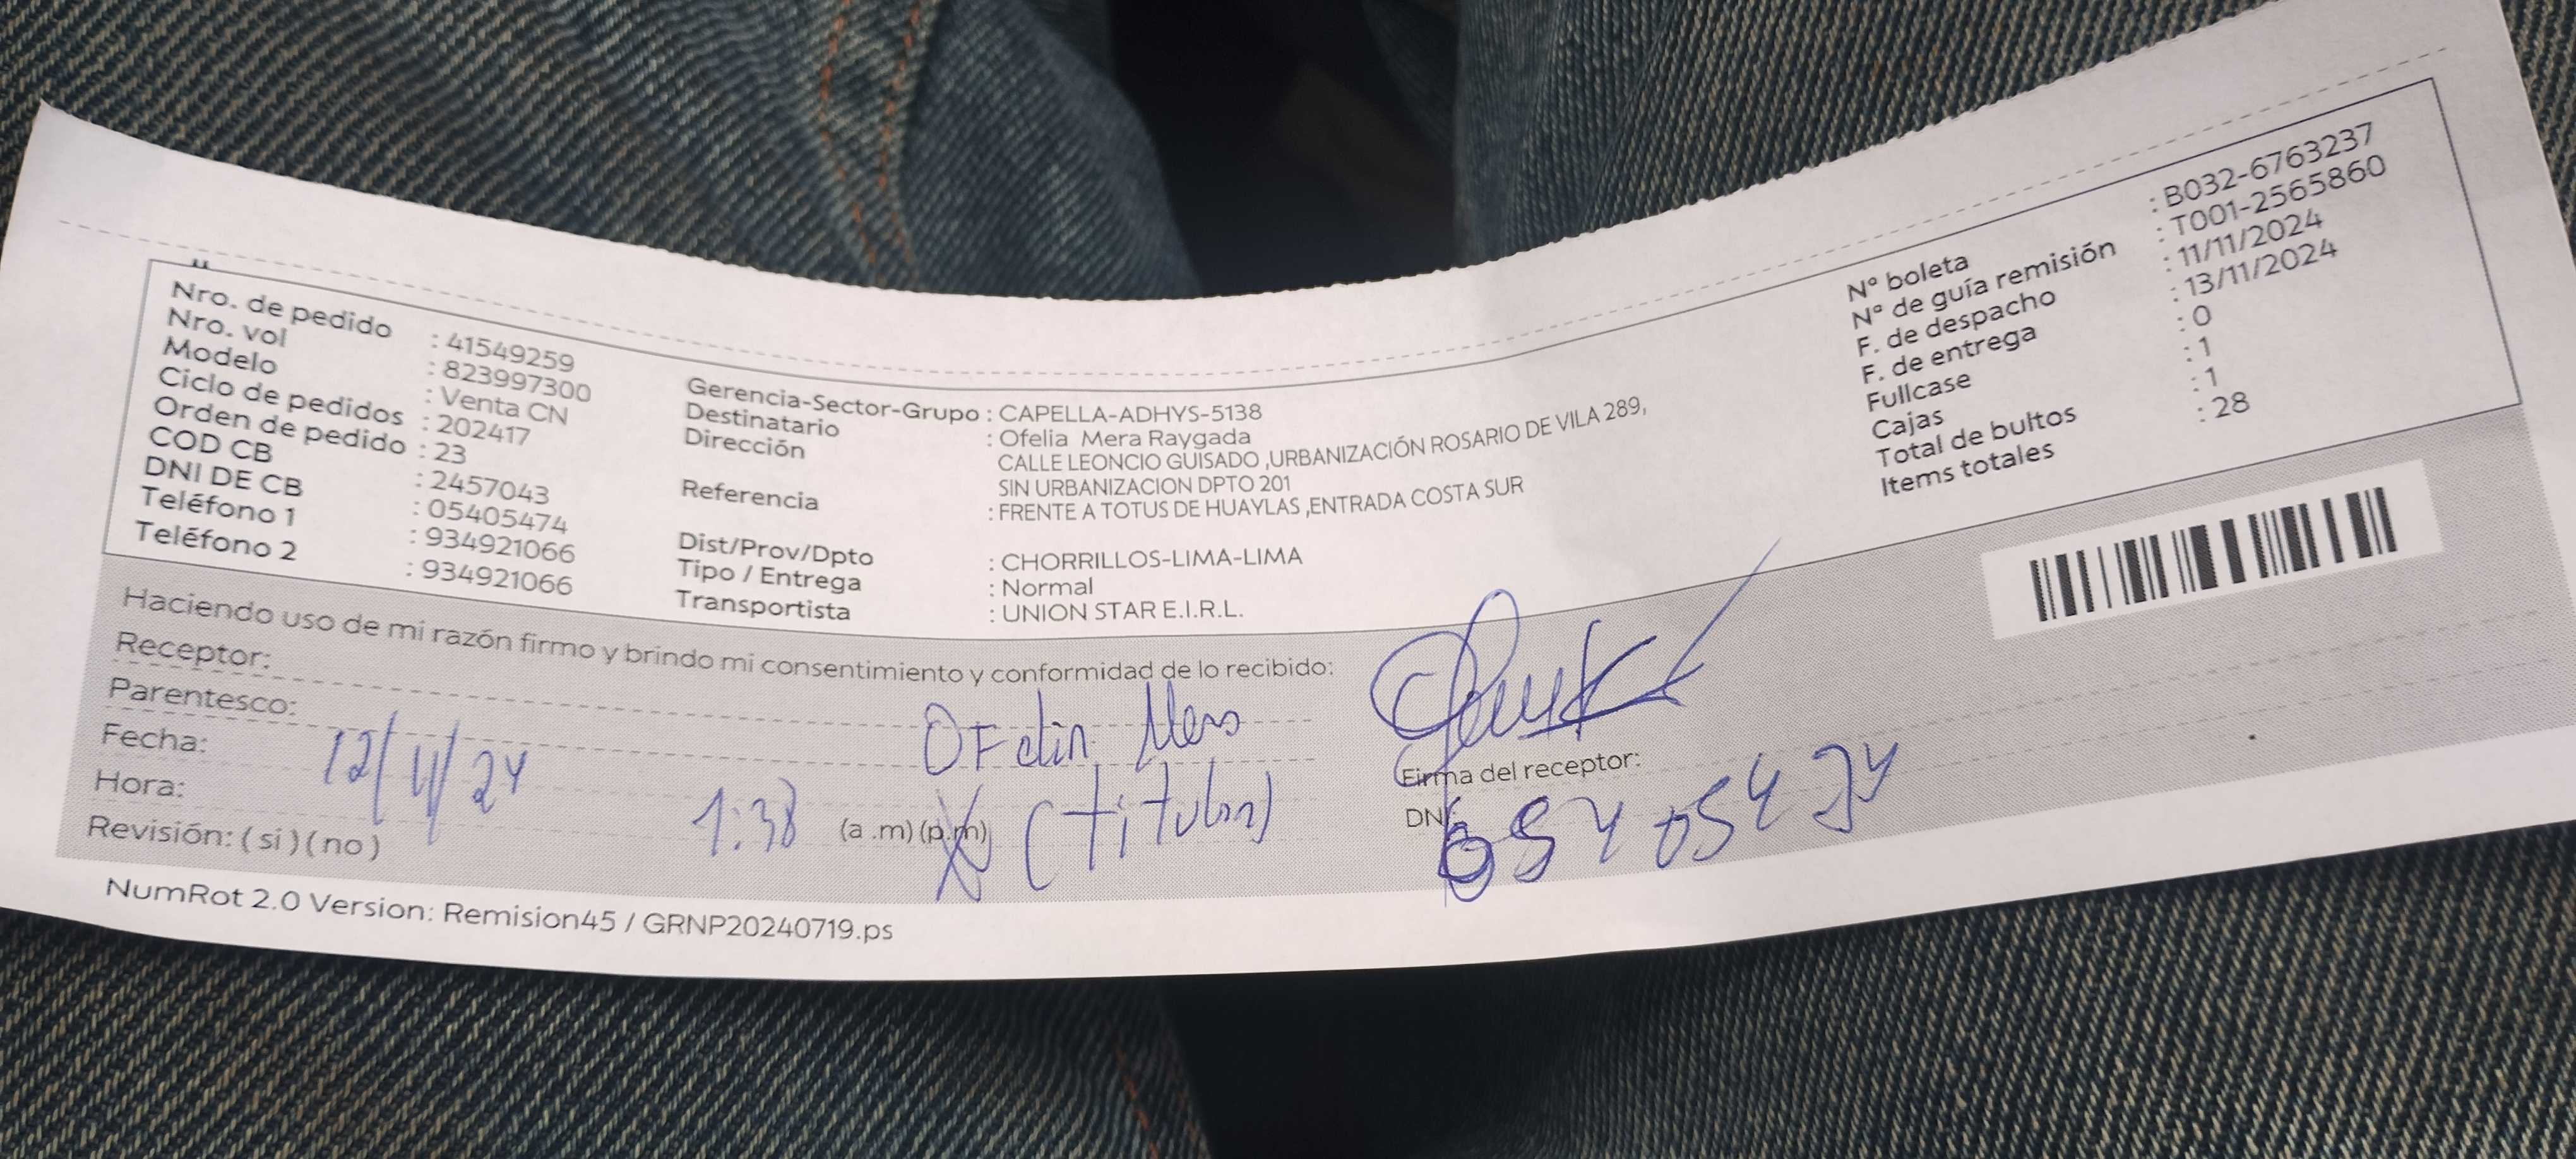 Nro. de pedido : 41549259
Nro. vol : 823997300
Modelo : Venta CN
Ciclo de pedidos : 202417
Orden de pedido : 23
COD CB : 2457043
DNI DE CB : 05405474
Teléfono 1 : 934921066
Teléfono 2 : 934921066
Gerencia-Sector-Grupo : CAPELLA-ADHYS-5138
Destinatario : Ofelia Mera Raygada
Dirección CALLE LEONCIO GUISADO ,URBANIZACIÓN ROSARIO DE VILA 289,
SIN URBANIZACION DPTO 201
Referencia : FRENTE A TOTUS DE HUAYLAS ,ENTRADA COSTA SUR
Dist/Prov/Dpto : CHORRILLOS-LIMA-LIMA
Tipo / Entrega : Normal
Transportista : UNION STAR E.I.R.L.
N° boleta : B032-6763237
N° de guía remisión : T001-2565860
F. de despacho : 11/11/2024
F. de entrega : 13/11/2024
Fullcase : 0
Cajas : 1
Total de bultos : 1
Items totales : 28
Haciendo uso de mi razón firmo y brindo mi consentimiento y conformidad de lo recibido:
Receptor: Ofelia Mera
Parentesco: (titular)
Fecha: 12/11/24
Hora: 1:38 (a .m) (p.m)
Revisión: ( si ) ( no )
Firma del receptor:
DNI: 05405474
NumRot 2.0 Version: Remision45 / GRNP20240719.ps